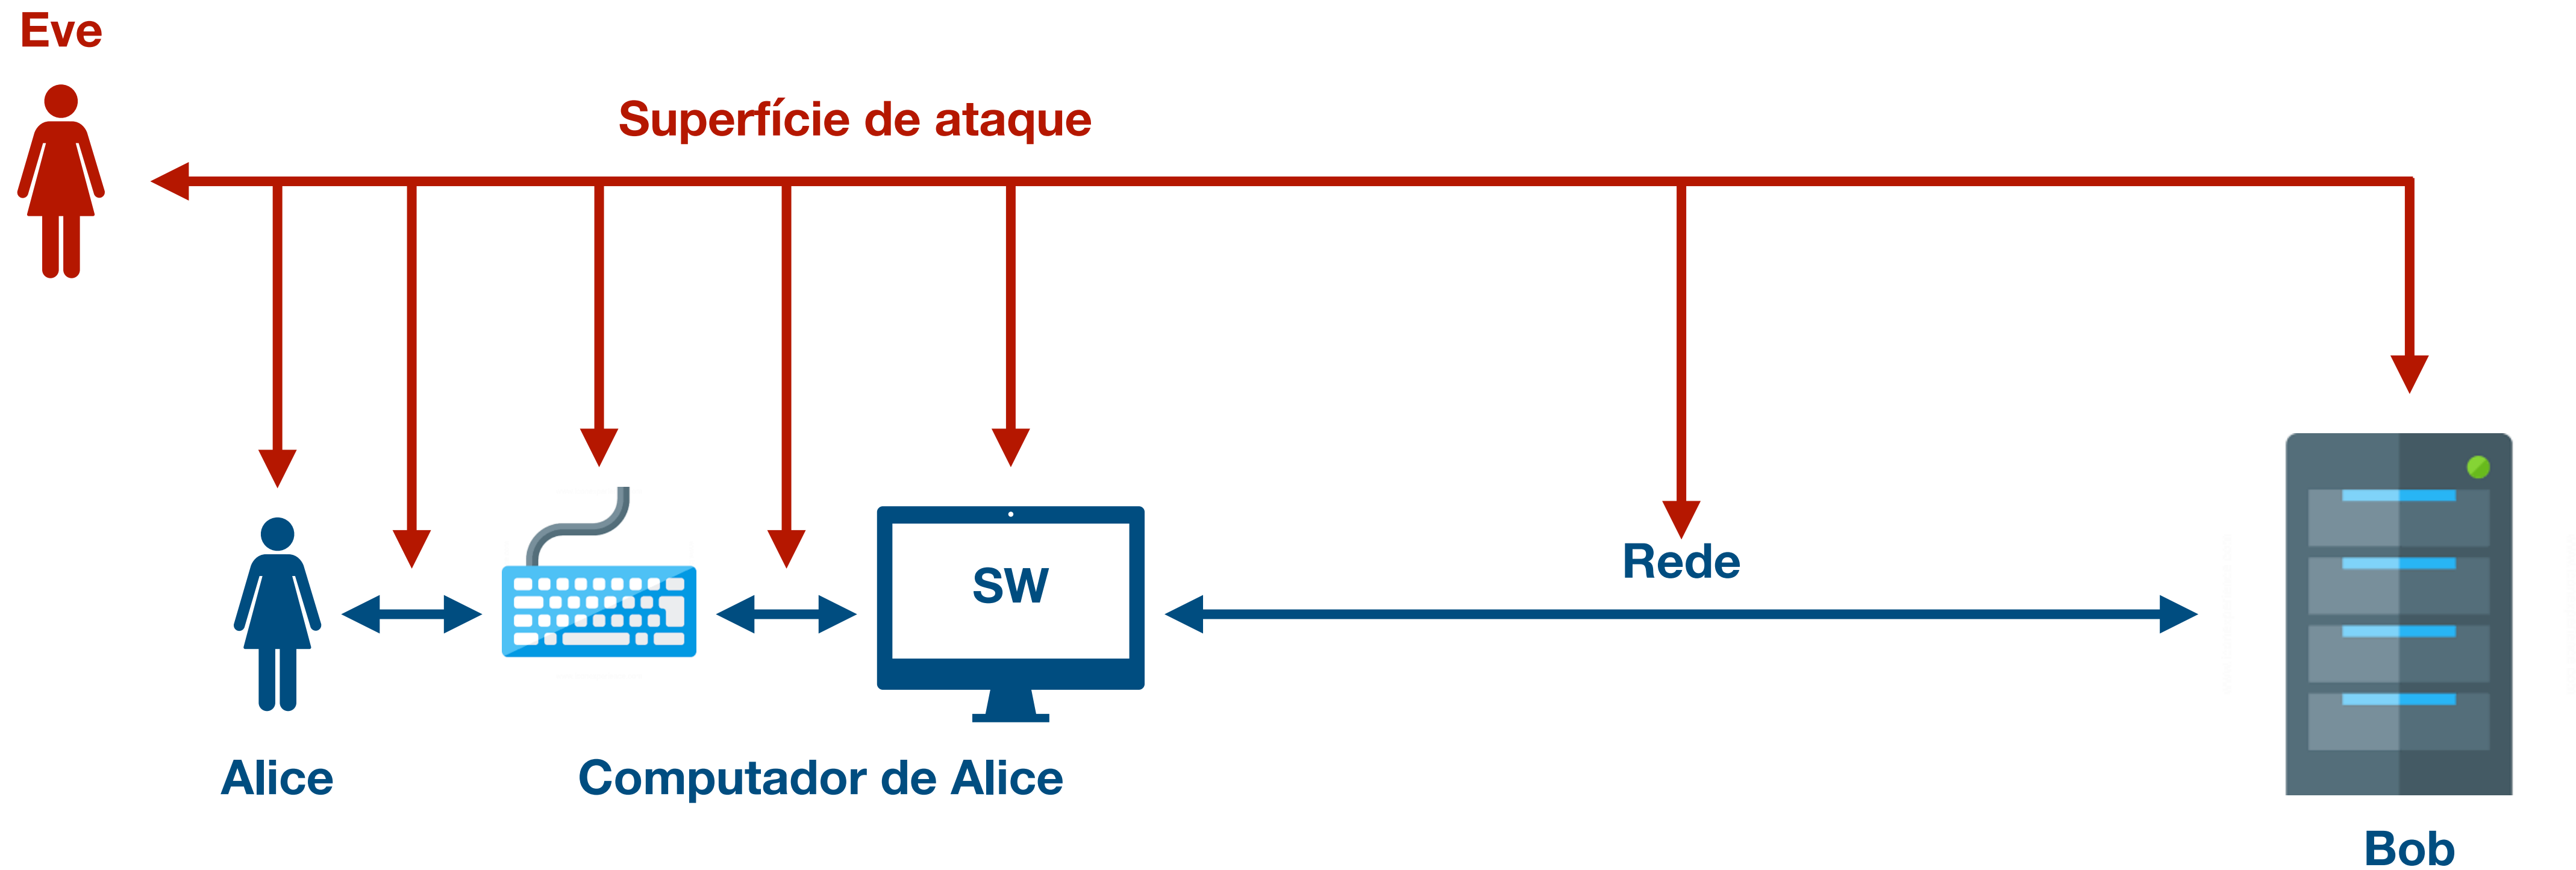 Eve
Superfície de ataque
SW
Rede
Alice
Computador de Alice
Bob